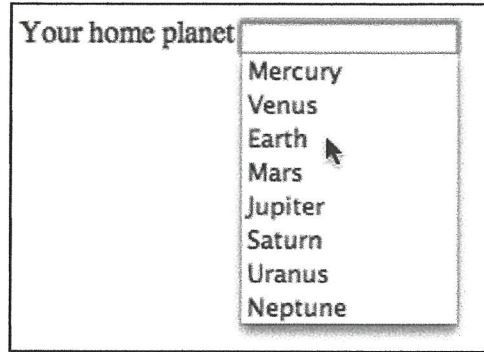 Your home planet
Mercury
Venus
Earth
Mars
Jupiter
Saturn
Uranus
Neptune